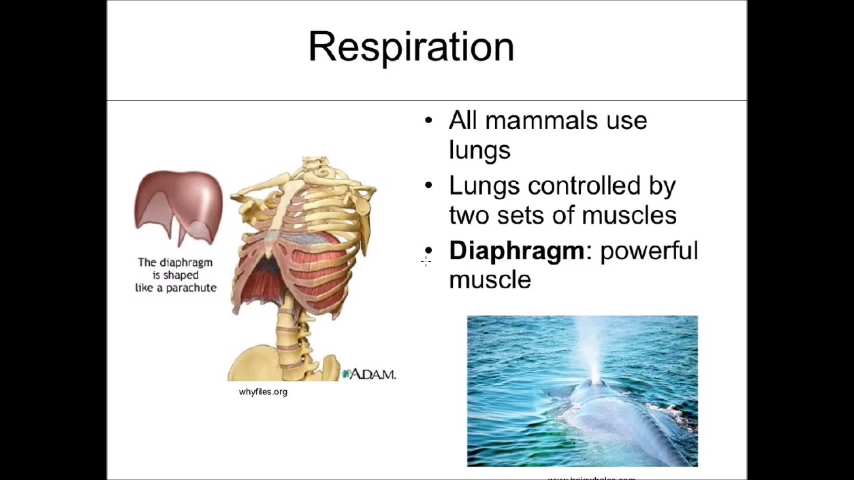 Respiration
• All mammals use
lungs
• Lungs controlled by
two sets of muscles
• Diaphragm: powerful
muscle
The diaphragm
is shaped
like a parachute
A.D.A.M.
whyfiles.org